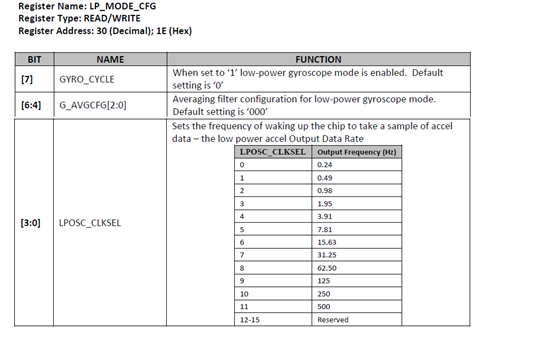 Register Name: LP_MODE_CFG
Register Type: READ/WRITE
Register Address: 30 (Decimal); 1E (Hex)
BIT NAME FUNCTION
[7] GYRO_CYCLE When set to ‘1’ low-power gyroscope mode is enabled. Default
setting is ‘0’
[6:4] G_AVGCFG[2:0] Averaging filter configuration for low-power gyroscope mode.
Default setting is ‘000’
[3:0] LPOSC_CLKSEL Sets the frequency of waking up the chip to take a sample of accel
data – the low power accel Output Data Rate
LPOSC_CLKSEL Output Frequency (Hz)
0 0.24
1 0.49
2 0.98
3 1.95
4 3.91
5 7.81
6 15.63
7 31.25
8 62.50
9 125
10 250
11 500
12-15 Reserved